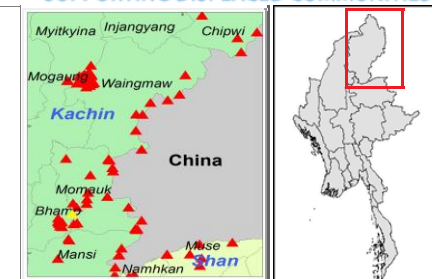 Myitkyina Injangyang Chipwi
Mogaung Waingmaw
Kachin
China
Momauk
Bhamo
Muse
Mansi Shan
Namhkan